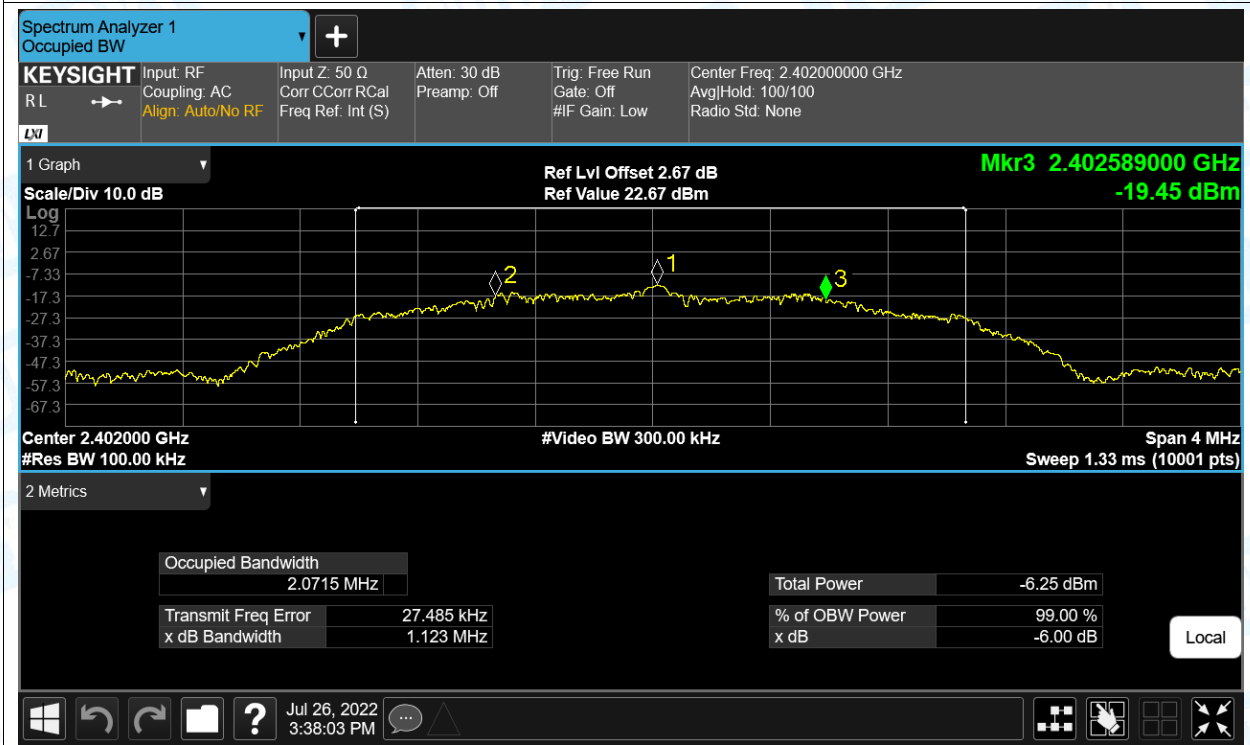 Spectrum Analyzer 1
Occupied BW
KEYSIGHT
R L
LXI
Input: RF
Coupling: AC
Align: Auto/No RF
Input Z: 50 Ω
Corr CCorr RCal
Freq Ref: Int (S)
Atten: 30 dB
Preamp: Off
Trig: Free Run
Gate: Off
#IF Gain: Low
Center Freq: 2.402000000 GHz
Avg|Hold: 100/100
Radio Std: None
1 Graph
Scale/Div 10.0 dB
Ref Lvl Offset 2.67 dB
Ref Value 22.67 dBm
Mkr3 2.402589000 GHz
-19.45 dBm
Log
12.7
2.67
-7.33
-17.3
-27.3
-37.3
-47.3
-57.3
-67.3
2
1
3
Center 2.402000 GHz
#Res BW 100.00 kHz
#Video BW 300.00 kHz
Span 4 MHz
Sweep 1.33 ms (10001 pts)
2 Metrics
Occupied Bandwidth
2.0715 MHz
Transmit Freq Error 27.485 kHz
x dB Bandwidth 1.123 MHz
Total Power -6.25 dBm
% of OBW Power 99.00 %
x dB -6.00 dB
Local
?
Jul 26, 2022
3:38:03 PM